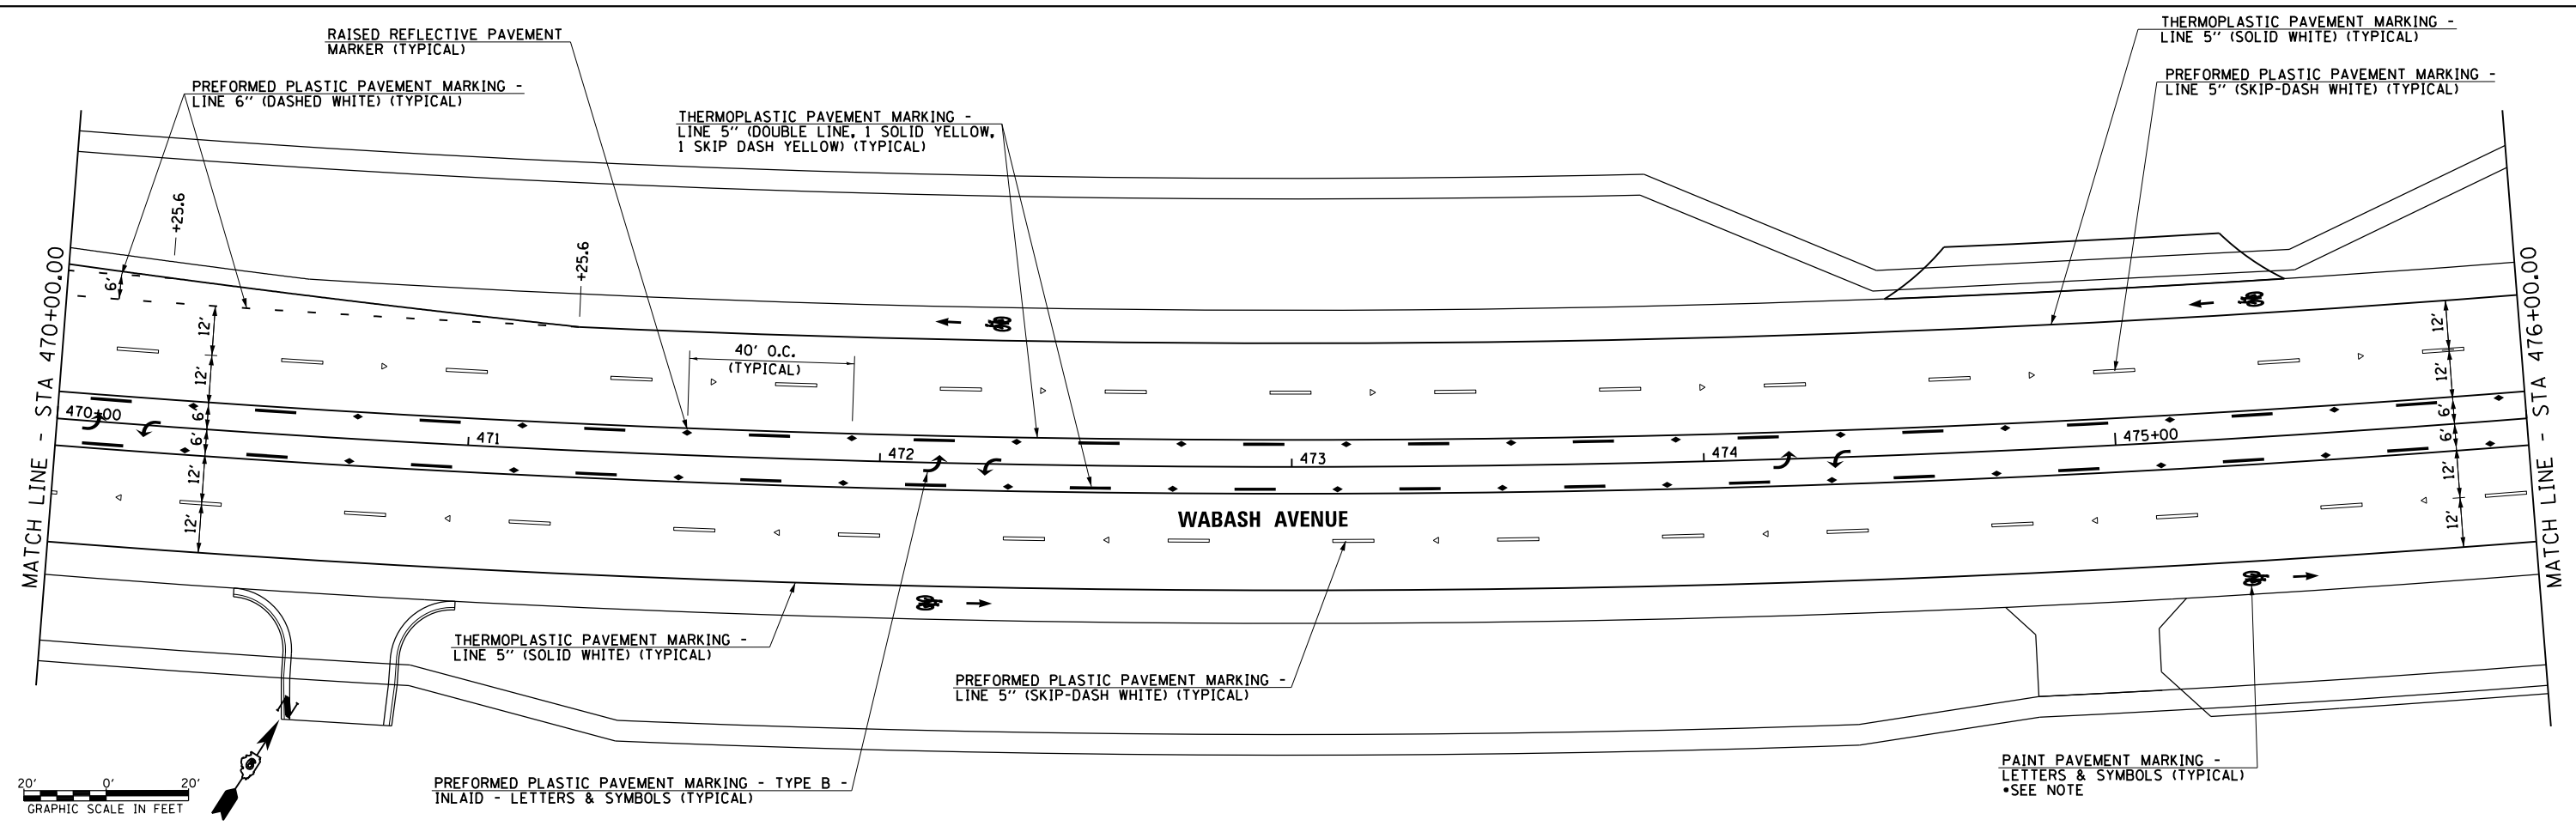 RAISED REFLECTIVE PAVEMENT
MARKER (TYPICAL)
THERMOPLASTIC PAVEMENT MARKING -
LINE 5'' (SOLID WHITE) (TYPICAL)
PREFORMED PLASTIC PAVEMENT MARKING -
LINE 6'' (DASHED WHITE) (TYPICAL)
PREFORMED PLASTIC PAVEMENT MARKING -
LINE 5'' (SKIP-DASH WHITE) (TYPICAL)
THERMOPLASTIC PAVEMENT MARKING -
LINE 5'' (DOUBLE LINE, 1 SOLID YELLOW,
1 SKIP DASH YELLOW) (TYPICAL)
+25.6
+25.6
MATCH LINE - STA 470+00.00
MATCH LINE - STA 476+00.00
6'
12'
12'
6'
6'
12'
12'
40' O.C.
(TYPICAL)
12'
12'
6'
6'
12'
12'
470+00
471
472
473
474
475+00
WABASH AVENUE
THERMOPLASTIC PAVEMENT MARKING -
LINE 5'' (SOLID WHITE) (TYPICAL)
PREFORMED PLASTIC PAVEMENT MARKING -
LINE 5'' (SKIP-DASH WHITE) (TYPICAL)
N
20' 0' 20'
GRAPHIC SCALE IN FEET
PREFORMED PLASTIC PAVEMENT MARKING - TYPE B -
INLAID - LETTERS & SYMBOLS (TYPICAL)
PAINT PAVEMENT MARKING -
LETTERS & SYMBOLS (TYPICAL)
•SEE NOTE